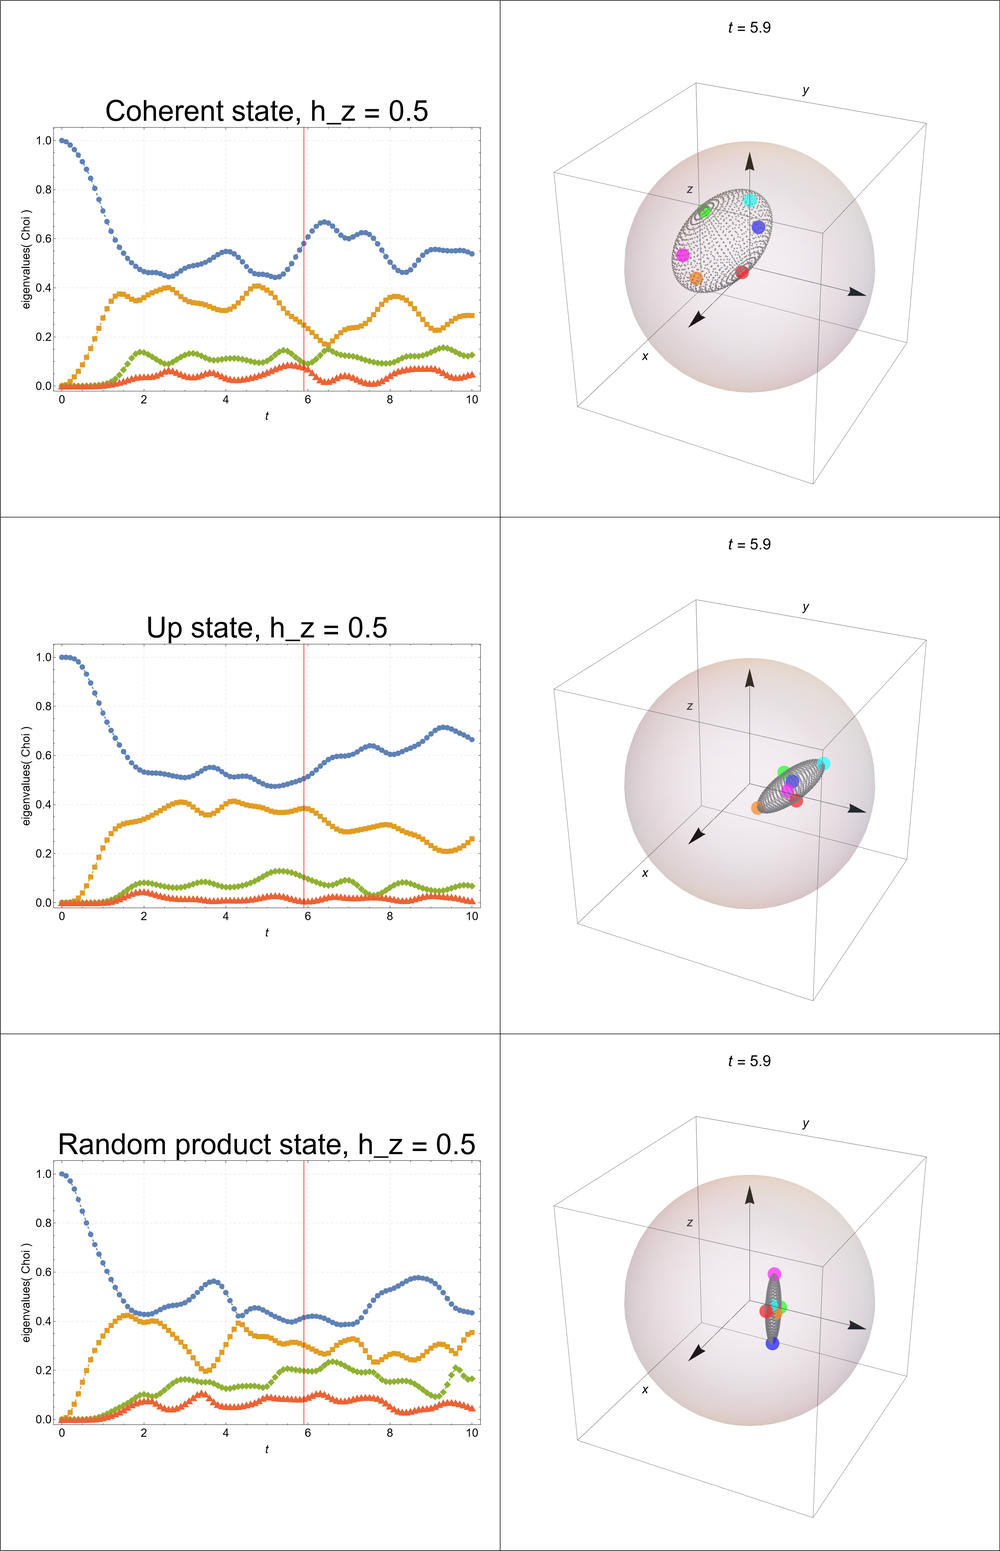 t = 5.9
Coherent state, h_z = 0.5
eigenvalues( Choi )
1.0
0.8
0.6
0.4
0.2
0.0
0 2 4 6 8 10
t
y
z
x
t = 5.9
Up state, h_z = 0.5
eigenvalues( Choi )
1.0
0.8
0.6
0.4
0.2
0.0
0 2 4 6 8 10
t
y
z
x
t = 5.9
Random product state, h_z = 0.5
eigenvalues( Choi )
1.0
0.8
0.6
0.4
0.2
0.0
0 2 4 6 8 10
t
y
z
x